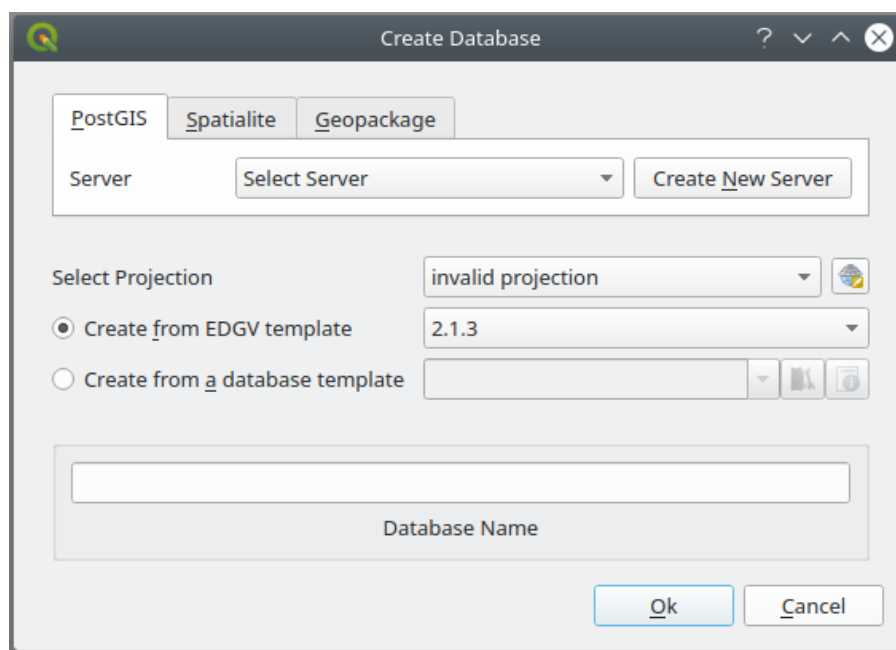 Create Database
PostGIS Spatialite Geopackage
Server Select Server Create New Server
Select Projection invalid projection
Create from EDGV template 2.1.3
Create from a database template
Database Name
Ok Cancel